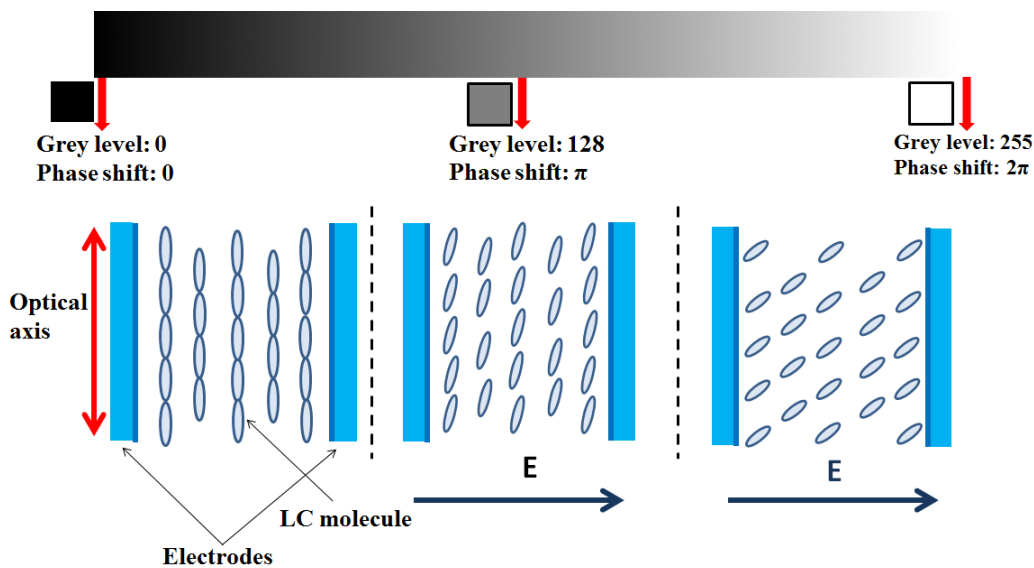 Grey level: 0
Phase shift: 0
Grey level: 128
Phase shift: π
Grey level: 255
Phase shift: 2π
Optical
axis
E
E
LC molecule
Electrodes